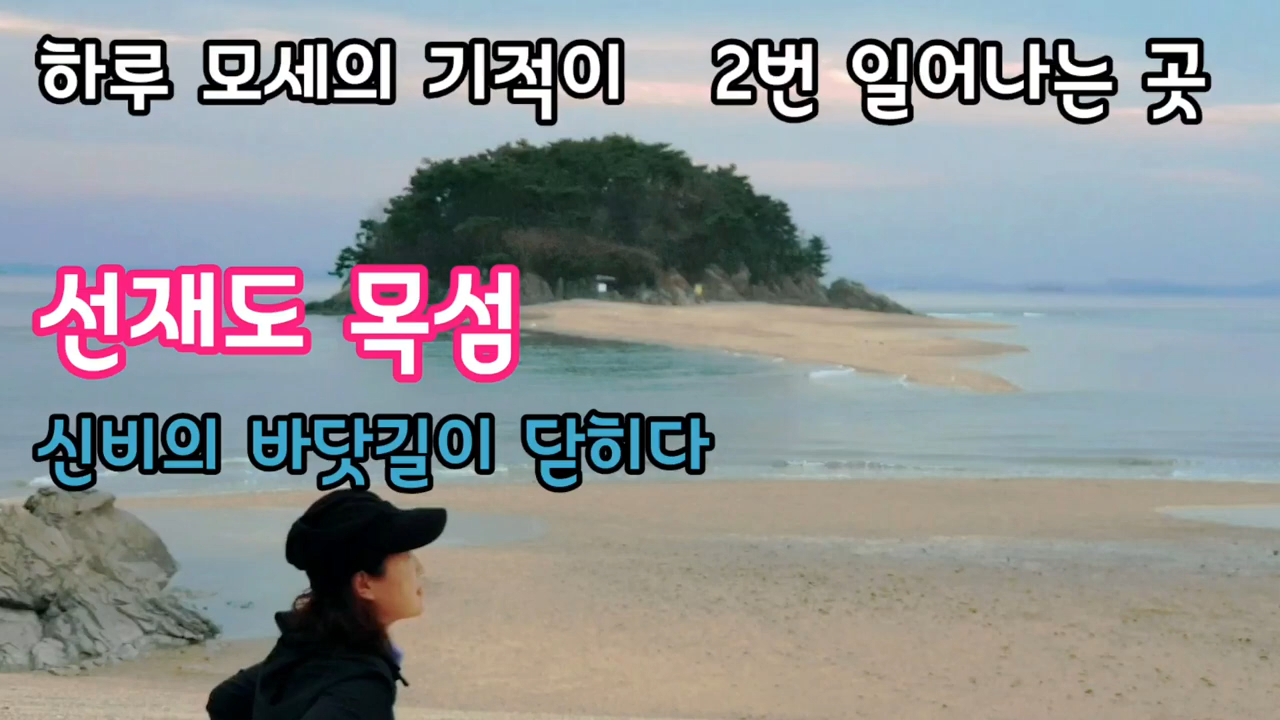 하루 모세의 기적이 2번 일어나는 곳
선재도 목섬
신비의 바닷길이 닫히다